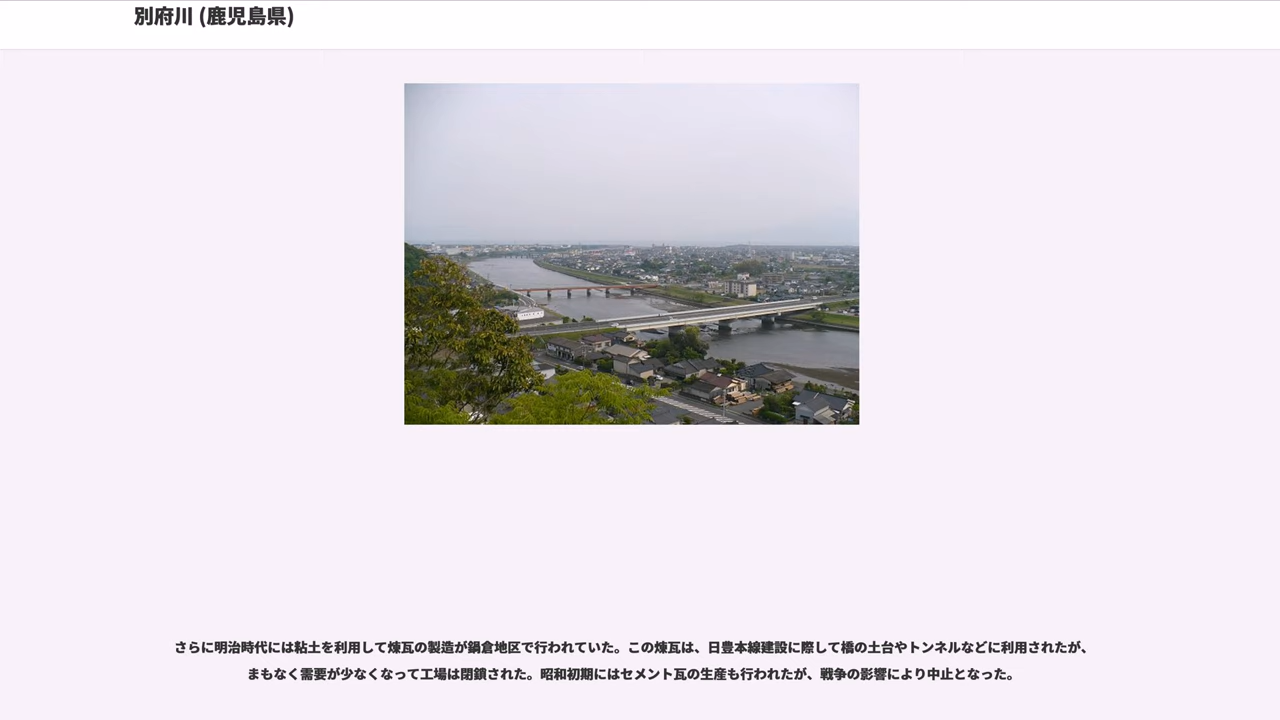 別府川 (鹿児島県)
さらに明治時代には粘土を利用して煉瓦の製造が鍋倉地区で行われていた。この煉瓦は、日豊本線建設に際して橋の土台やトンネルなどに利用されたが、
まもなく需要が少なくなって工場は閉鎖された。昭和初期にはセメント瓦の生産も行われたが、戦争の影響により中止となった。